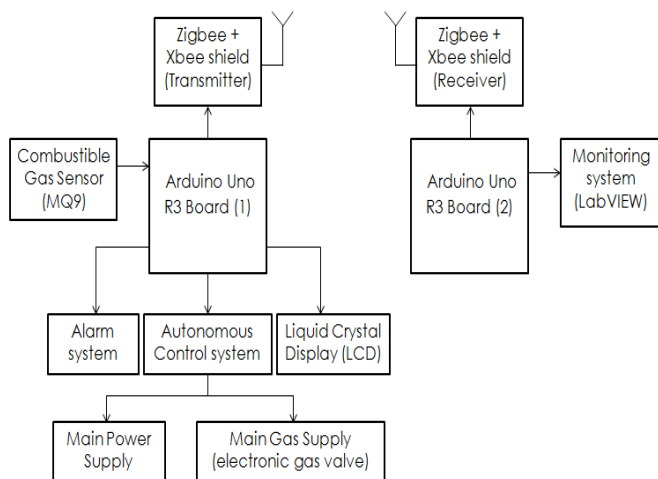 Zigbee +
Xbee shield
(Transmitter)
Zigbee +
Xbee shield
(Receiver)
Combustible
Gas Sensor
(MQ9)
Arduino Uno
R3 Board (1)
Arduino Uno
R3 Board (2)
Monitoring
system
(LabVIEW)
Alarm
system
Autonomous
Control system
Liquid Crystal
Display (LCD)
Main Power
Supply
Main Gas Supply
(electronic gas valve)